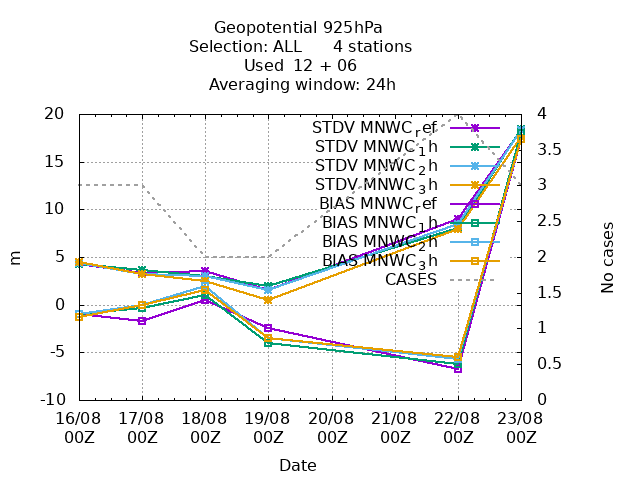 Geopotential 925hPa
Selection: ALL 4 stations
Used 12 + 06
Averaging window: 24h
20
15
10
5
0
-5
-10
m
4
3.5
3
2.5
2
1.5
1
0.5
0
No cases
STDV MNWC_ref
STDV MNWC_1h
STDV MNWC_2h
STDV MNWC_3h
BIAS MNWC_ref
BIAS MNWC_1h
BIAS MNWC_2h
BIAS MNWC_3h
CASES
16/08 17/08 18/08 19/08 20/08 21/08 22/08 23/08
00Z 00Z 00Z 00Z 00Z 00Z 00Z 00Z
Date